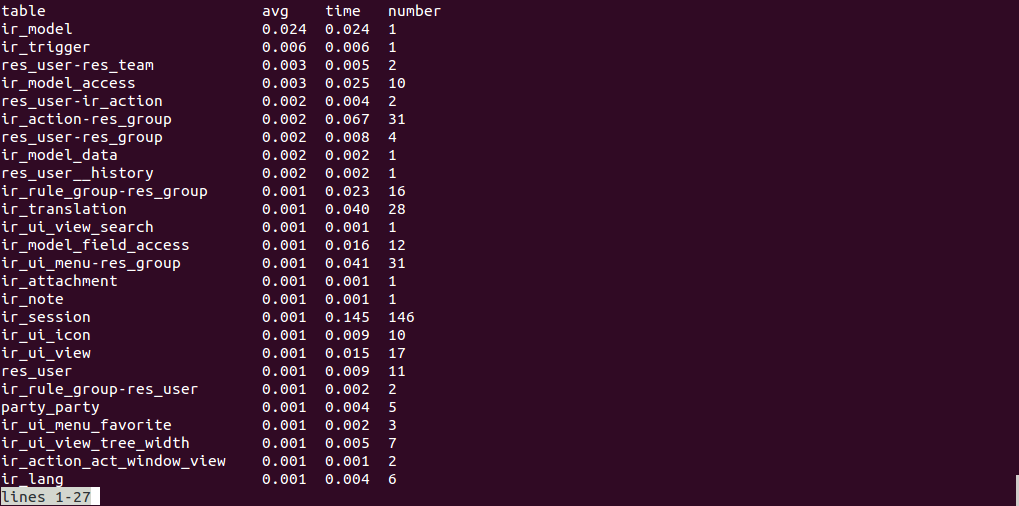 table avg time number
ir_model 0.024 0.024 1
ir_trigger 0.006 0.006 1
res_user-res_team 0.003 0.005 2
ir_model_access 0.003 0.025 10
res_user-ir_action 0.002 0.004 2
ir_action-res_group 0.002 0.067 31
res_user-res_group 0.002 0.008 4
ir_model_data 0.002 0.002 1
res_user__history 0.002 0.002 1
ir_rule_group-res_group 0.001 0.023 16
ir_translation 0.001 0.040 28
ir_ui_view_search 0.001 0.001 1
ir_model_field_access 0.001 0.016 12
ir_ui_menu-res_group 0.001 0.041 31
ir_attachment 0.001 0.001 1
ir_note 0.001 0.001 1
ir_session 0.001 0.145 146
ir_ui_icon 0.001 0.009 10
ir_ui_view 0.001 0.015 17
res_user 0.001 0.009 11
ir_rule_group-res_user 0.001 0.002 2
party_party 0.001 0.004 5
ir_ui_menu_favorite 0.001 0.002 3
ir_ui_view_tree_width 0.001 0.005 7
ir_action_act_window_view 0.001 0.001 2
ir_lang 0.001 0.004 6
lines 1-27